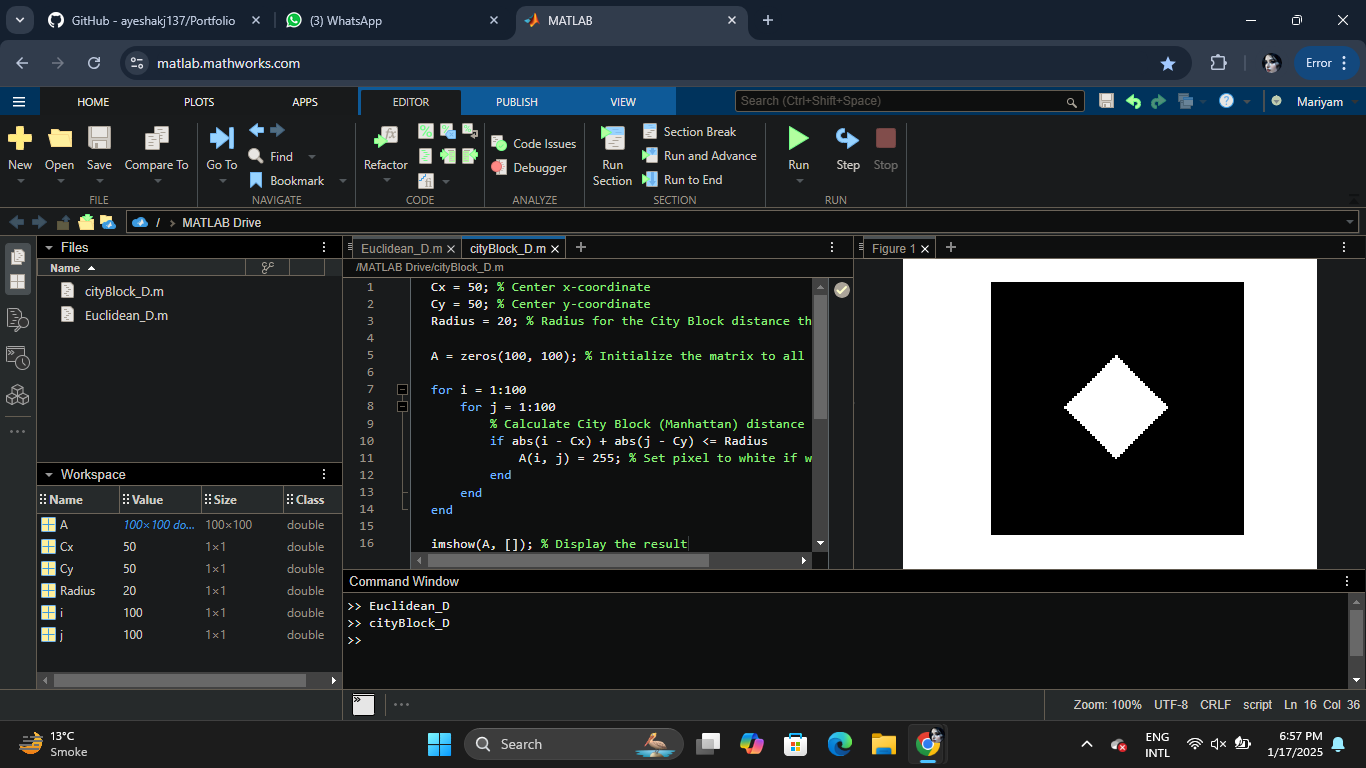 GitHub - ayeshakj137/Portfolio
(3) WhatsApp
MATLAB
matlab.mathworks.com
Error
HOME PLOTS APPS EDITOR PUBLISH VIEW
Search (Ctrl+Shift+Space)
Mariyam
New Open Save Compare To
Go To Find Bookmark
Refactor
Code Issues
Debugger
Run Section
Section Break
Run and Advance
Run to End
Run Step Stop
FILE NAVIGATE CODE ANALYZE SECTION RUN
/ > MATLAB Drive
Files
Name
cityBlock_D.m
Euclidean_D.m
Euclidean_D.m cityBlock_D.m
/MATLAB Drive/cityBlock_D.m
1 Cx = 50; % Center x-coordinate
2 Cy = 50; % Center y-coordinate
3 Radius = 20; % Radius for the City Block distance th
4
5 A = zeros(100, 100); % Initialize the matrix to all
6
7 for i = 1:100
8 for j = 1:100
9 % Calculate City Block (Manhattan) distance
10 if abs(i - Cx) + abs(j - Cy) <= Radius
11 A(i, j) = 255; % Set pixel to white if w
12 end
13 end
14 end
15
16 imshow(A, []); % Display the result
Figure 1
Workspace
Name Value Size Class
A 100×100 do... 100×100 double
Cx 50 1×1 double
Cy 50 1×1 double
Radius 20 1×1 double
i 100 1×1 double
j 100 1×1 double
Command Window
>> Euclidean_D
>> cityBlock_D
>>
Zoom: 100% UTF-8 CRLF script Ln 16 Col 36
13°C
Smoke
Search
ENG
INTL
6:57 PM
1/17/2025